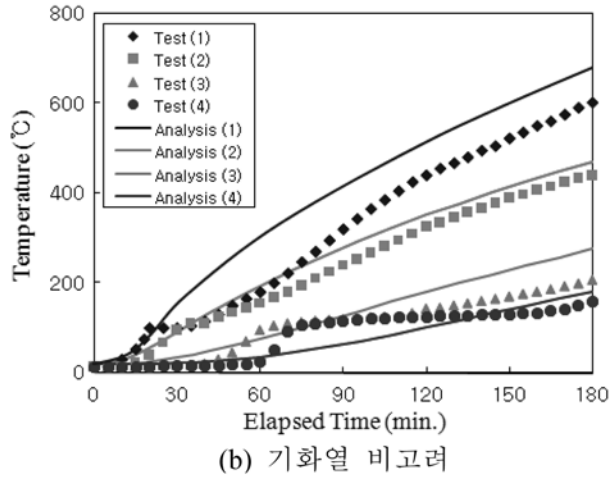 800
600
400
200
0
Temperature (℃)
Test (1)
Test (2)
Test (3)
Test (4)
Analysis (1)
Analysis (2)
Analysis (3)
Analysis (4)
0 30 60 90 120 150 180
Elapsed Time (min.)
(b) 기화열 비고려